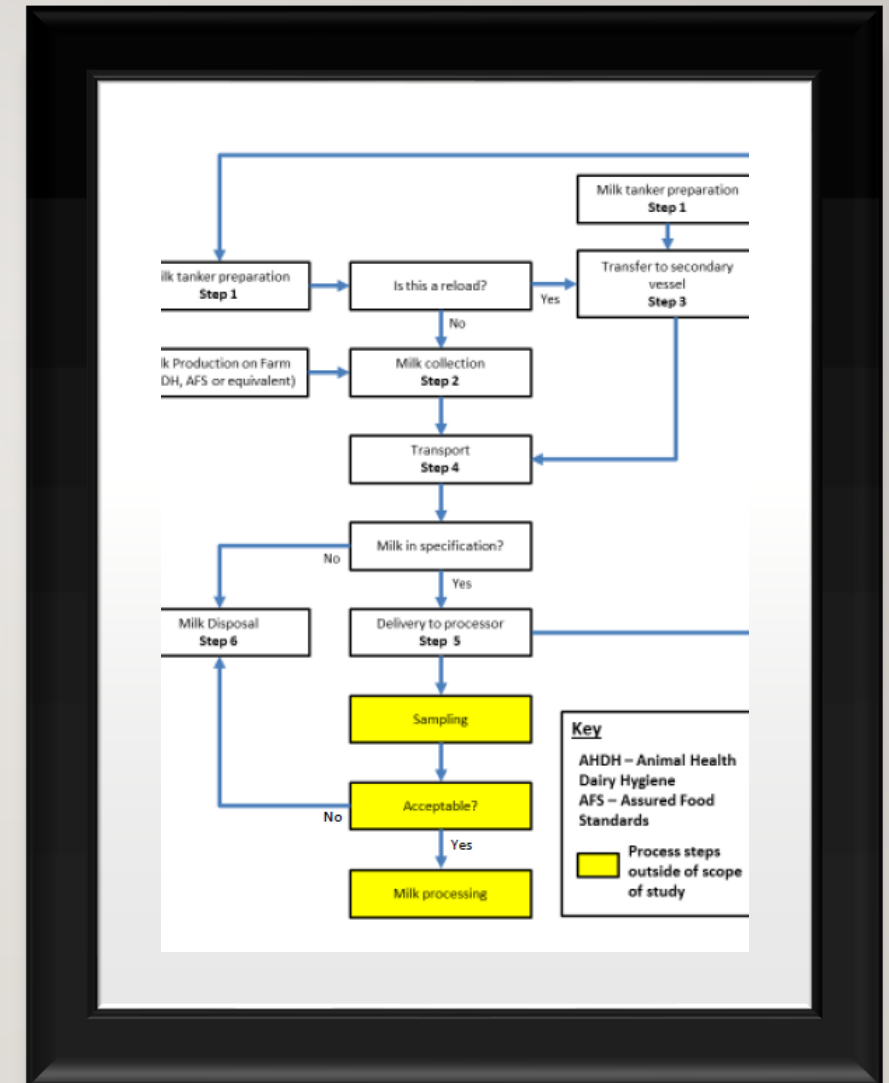 Milk tanker preparation
Step 1
ilk tanker preparation
Step 1
Is this a reload?
Yes
Transfer to secondary
vessel
Step 3
No
lk Production on Farm
DH, AFS or equivalent)
Milk collection
Step 2
Transport
Step 4
Milk in specification?
No
Yes
Milk Disposal
Step 6
Delivery to processor
Step 5
Sampling
Key
AHDH – Animal Health
Dairy Hygiene
AFS – Assured Food
Standards
Acceptable?
No
Yes
Process steps
outside of scope
of study
Milk processing